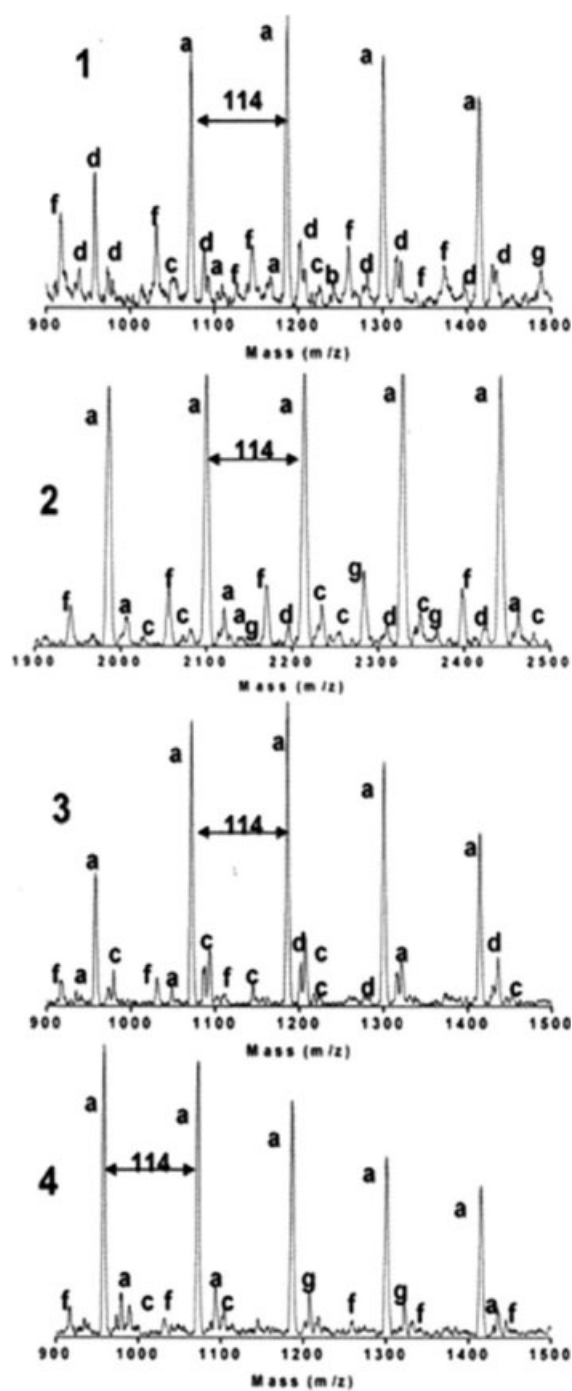 a
a
1
a
a
114
d
f f
d d d c d a f f a d c b f d f f d d g
900 1000 1100 1200 1300 1400 1500
Mass (m/z)
a a a a a
114
2
f a c f c a a g f d c c g d c g f d a c
1900 2000 2100 2200 2300 2400 2500
Mass (m/z)
a a
a
3
114
a
a
f a c f a c f c d c c d a d c
900 1000 1100 1200 1300 1400 1500
Mass (m/z)
a a a
a
a
114
4
f a c f a c g f g f a f
900 1000 1100 1200 1300 1400 1500
Mass (m/z)